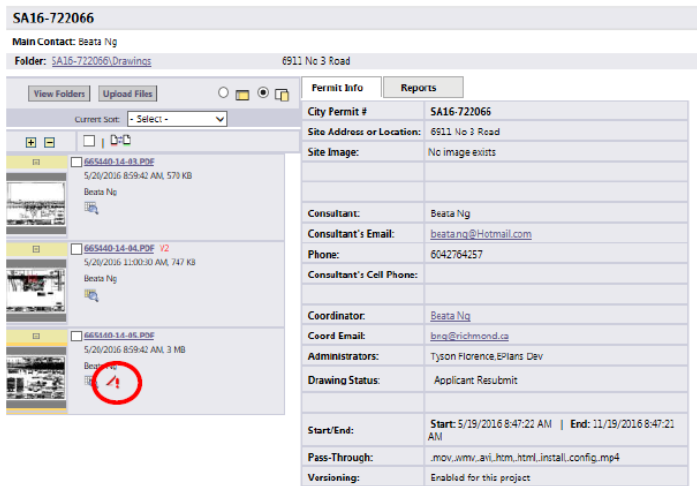 SA16-722066
Main Contact: Beata Ng
Folder: SA16-722066\Drawings 6911 No 3 Road
View Folders Upload Files
Current Sort: - Select -
665440-14-03.PDF
5/20/2016 8:59:42 AM, 570 KB
Beata Ng
665440-14-04.PDF V2
5/20/2016 11:00:30 AM, 747 KB
Beata Ng
665440-14-05.PDF
5/20/2016 8:59:42 AM, 3 MB
Beata Ng
Permit Info Reports
City Permit # SA16-722066
Site Address or Location: 6911 No 3 Road
Site Image: No image exists
Consultant: Beata Ng
Consultant's Email: beata.ng@Hotmail.com
Phone: 6042764257
Consultant's Cell Phone:
Coordinator: Beata Ng
Coord Email: bng@richmond.ca
Administrators: Tyson Florence,EPlans Dev
Drawing Status: Applicant Resubmit
Start/End: Start: 5/19/2016 8:47:22 AM | End: 11/19/2016 8:47:21
AM
Pass-Through: .mov,.wmv,.avi,.htm,.html,.install,.config,.mp4
Versioning: Enabled for this project